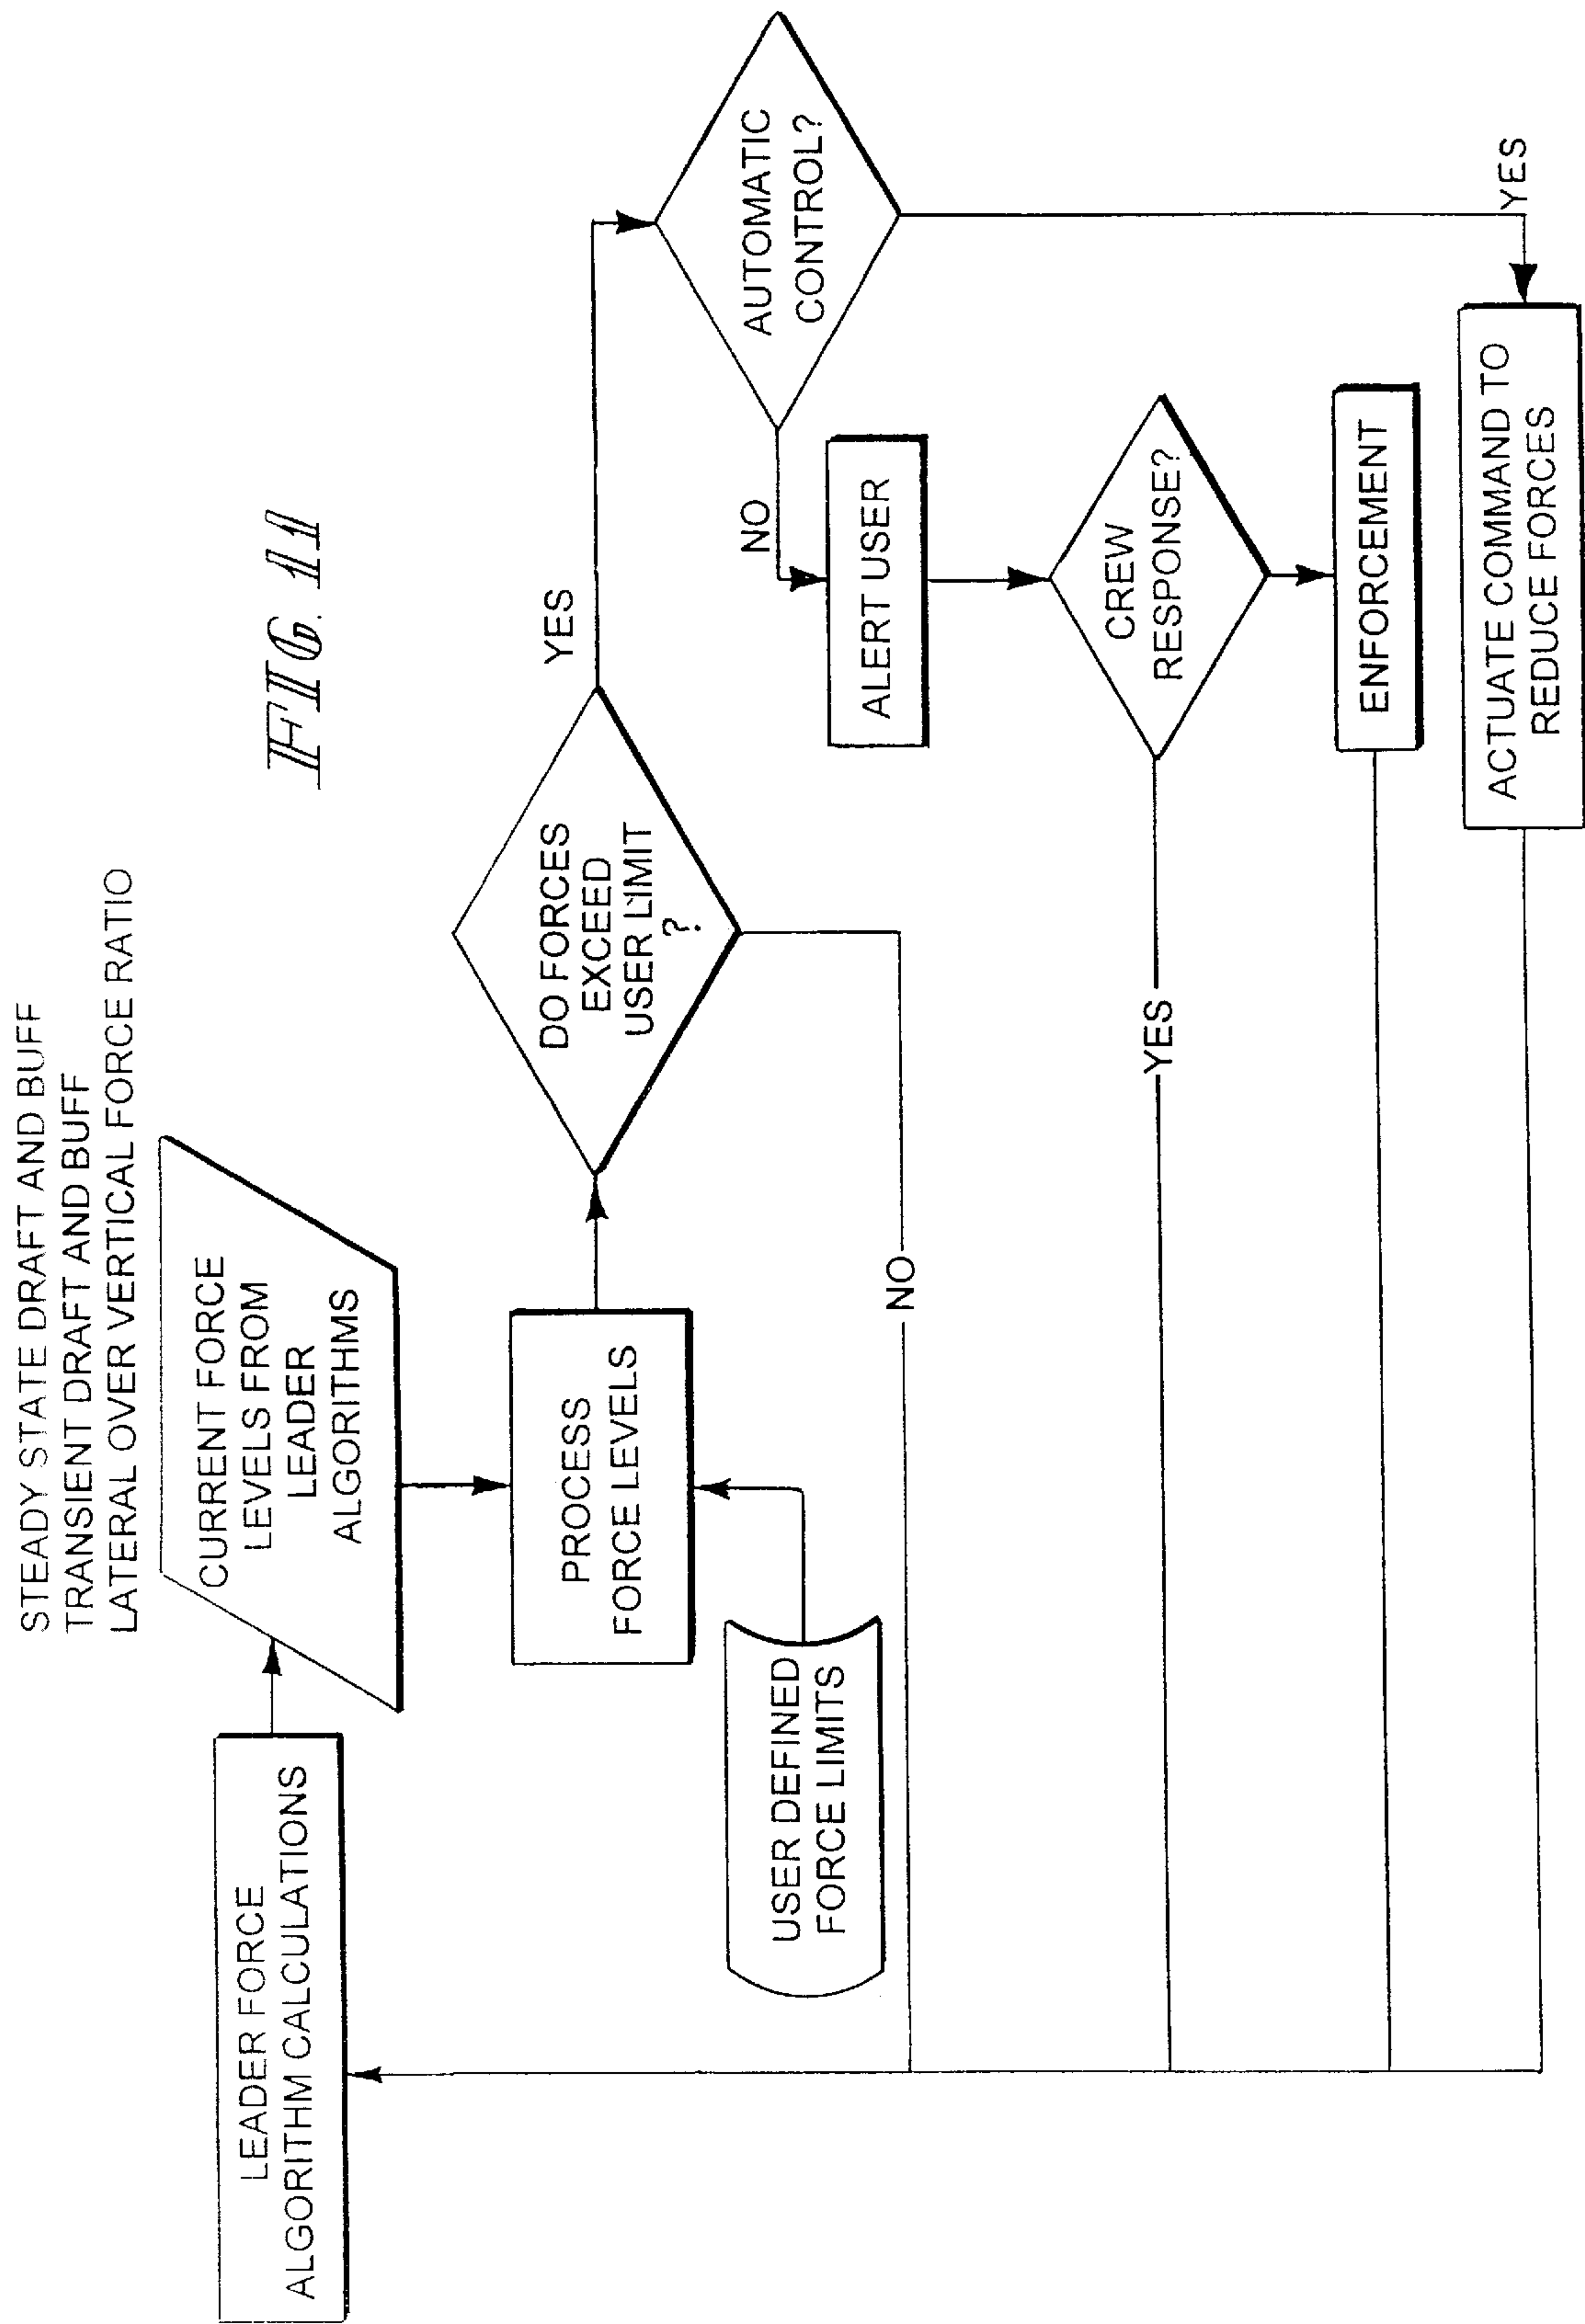 FIG. 11
STEADY STATE DRAFT AND BUFF
TRANSIENT DRAFT AND BUFF
LATERAL OVER VERTICAL FORCE RATIO
LEADER FORCE
ALGORITHM CALCULATIONS
CURRENT FORCE
LEVELS FROM
LEADER
ALGORITHMS
PROCESS
FORCE LEVELS
USER DEFINED
FORCE LIMITS
DO FORCES
EXCEED
USER LIMIT
?
YES
NO
AUTOMATIC
CONTROL?
NO
YES
ALERT USER
CREW
RESPONSE?
YES
ENFORCEMENT
ACTUATE COMMAND TO
REDUCE FORCES